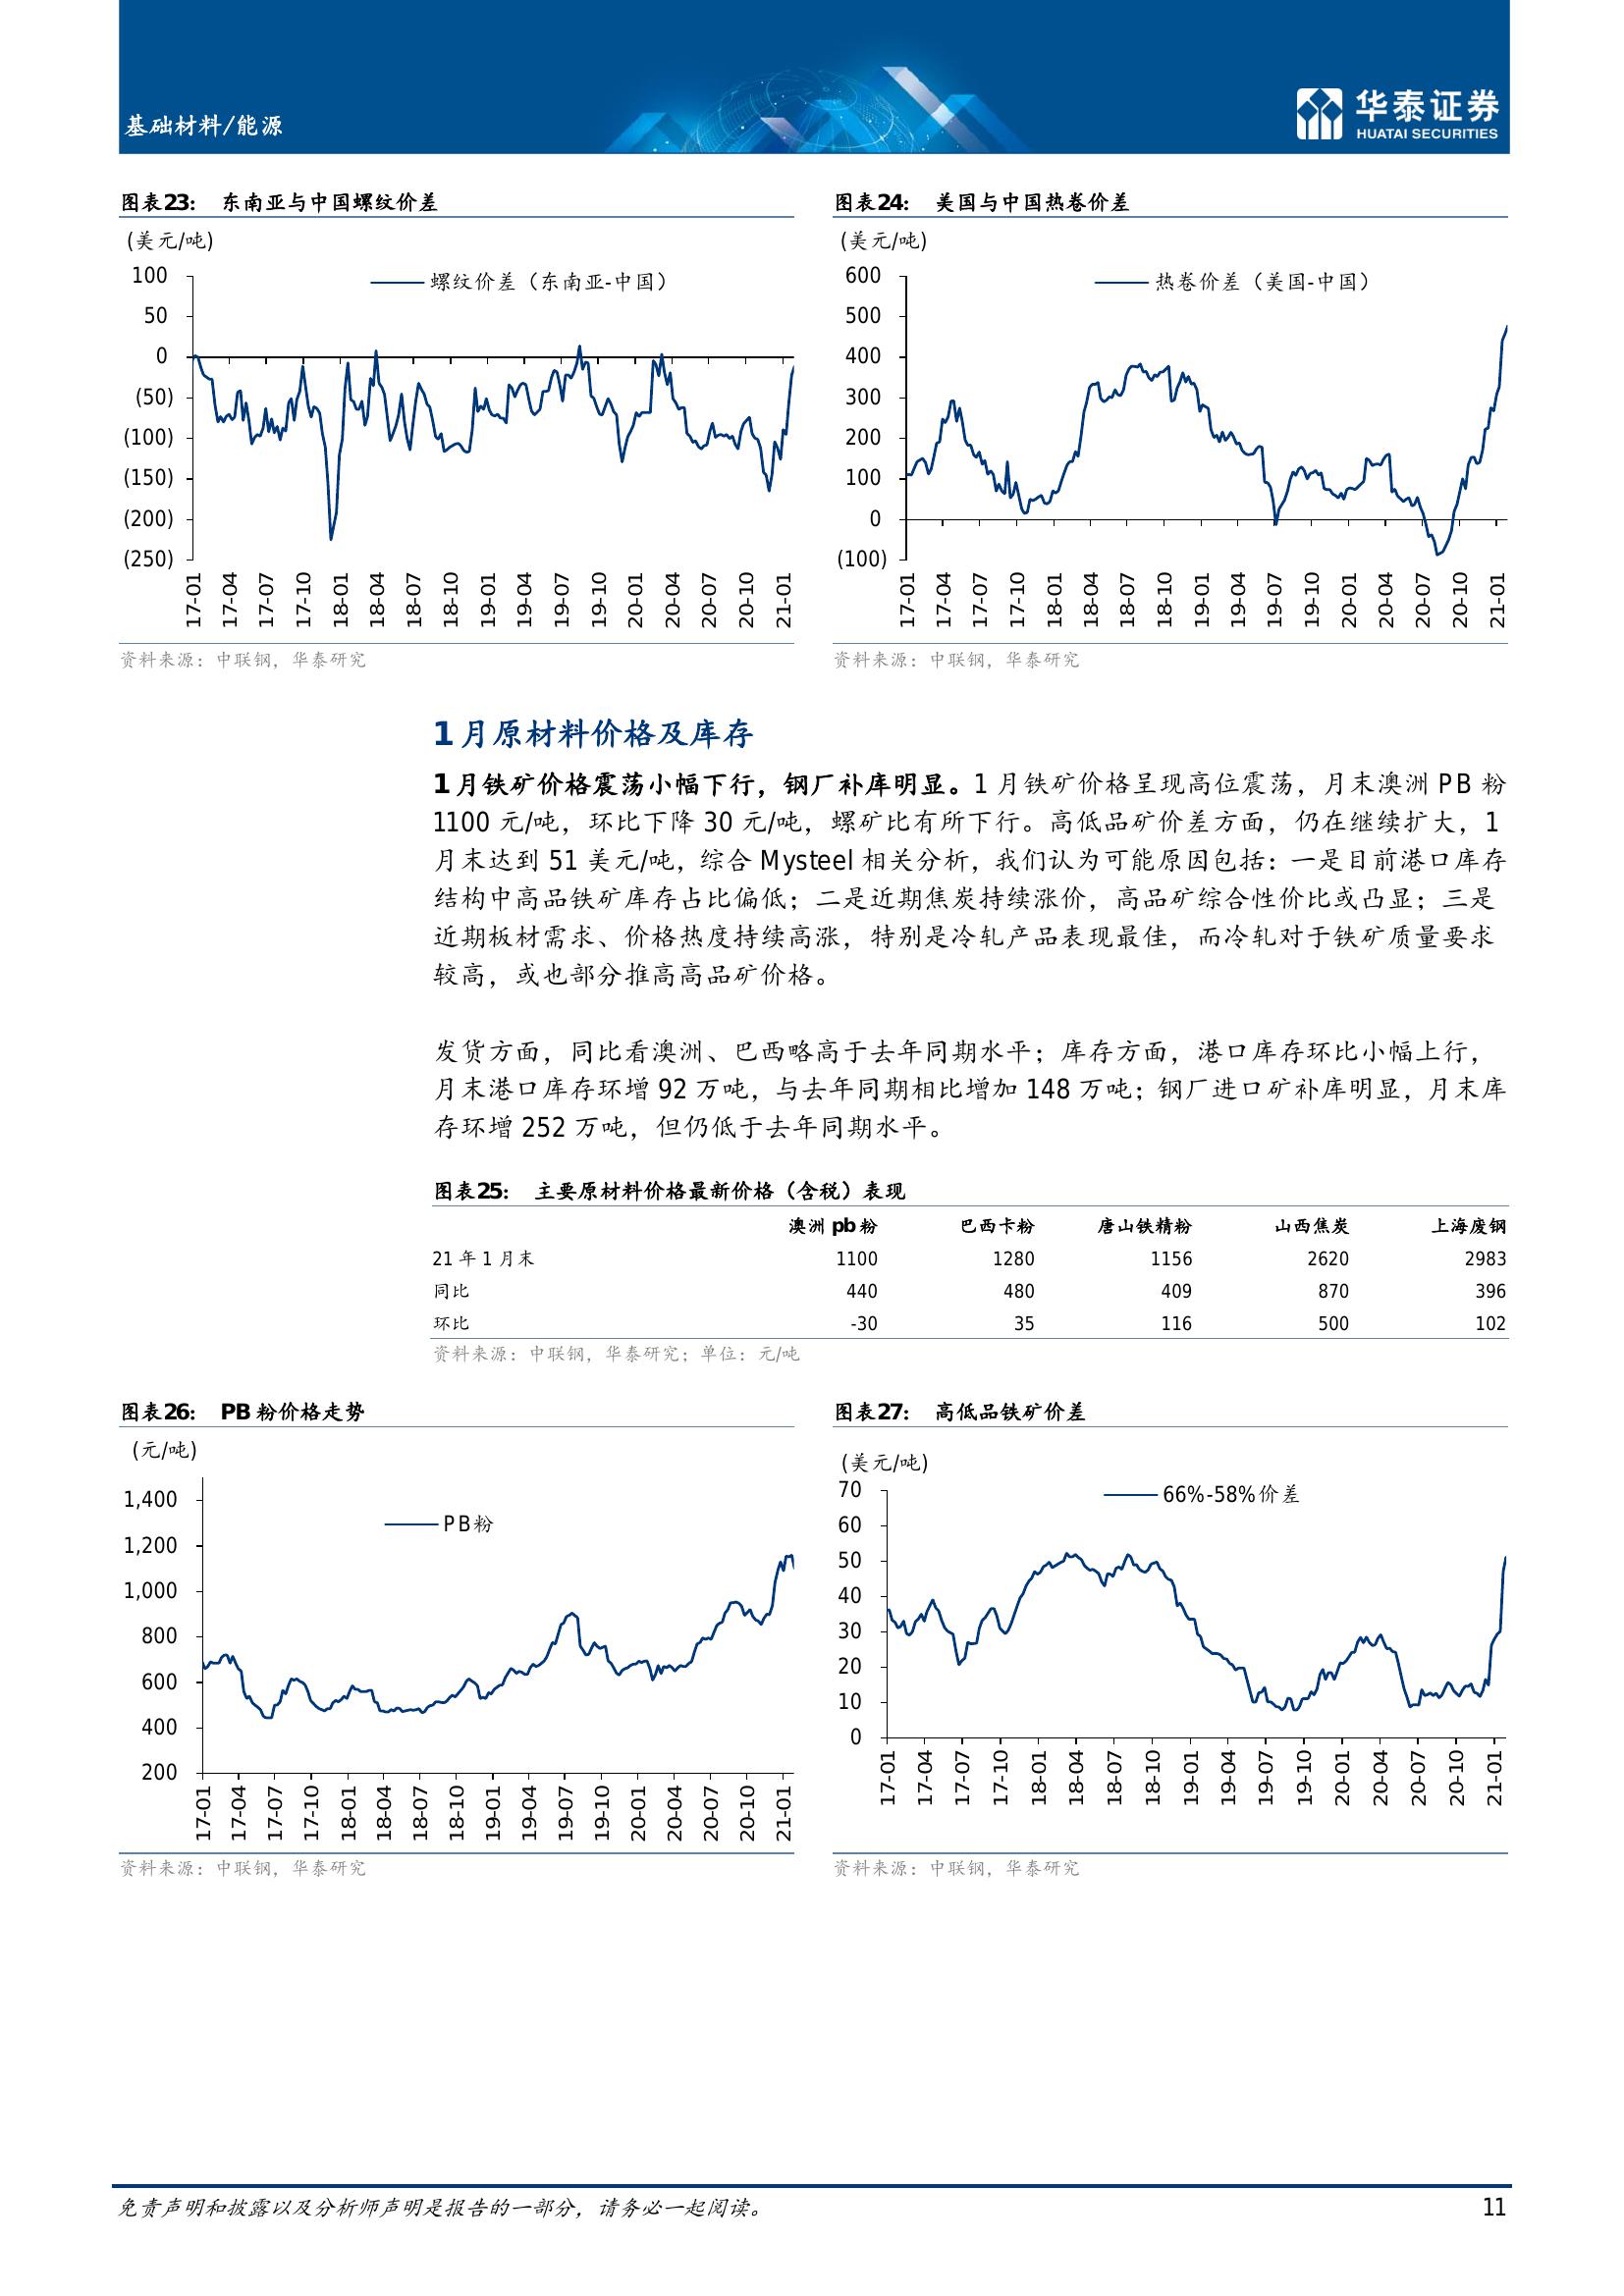 基础材料/能源
华泰证券
HUATAI SECURITIES
图表23： 东南亚与中国螺纹价差
(美元/吨)
螺纹价差（东南亚-中国）
100
50
0
(50)
(100)
(150)
(200)
(250)
17-01 17-04 17-07 17-10 18-01 18-04 18-07 18-10 19-01 19-04 19-07 19-10 20-01 20-04 20-07 20-10 21-01
资料来源：中联钢，华泰研究
图表24： 美国与中国热卷价差
(美元/吨)
热卷价差（美国-中国）
600
500
400
300
200
100
0
(100)
17-01 17-04 17-07 17-10 18-01 18-04 18-07 18-10 19-01 19-04 19-07 19-10 20-01 20-04 20-07 20-10 21-01
资料来源：中联钢，华泰研究
1 月原材料价格及库存
1 月铁矿价格震荡小幅下行，钢厂补库明显。1 月铁矿价格呈现高位震荡，月末澳洲 PB 粉
1100 元/吨，环比下降 30 元/吨，螺矿比有所下行。高低品矿价差方面，仍在继续扩大，1
月末达到 51 美元/吨，综合 Mysteel 相关分析，我们认为可能原因包括：一是目前港口库存
结构中高品铁矿库存占比偏低；二是近期焦炭持续涨价，高品矿综合性价比或凸显；三是
近期板材需求、价格热度持续高涨，特别是冷轧产品表现最佳，而冷轧对于铁矿质量要求
较高，或也部分推高高品矿价格。
发货方面，同比看澳洲、巴西略高于去年同期水平；库存方面，港口库存环比小幅上行，
月末港口库存环增 92 万吨，与去年同期相比增加 148 万吨；钢厂进口矿补库明显，月末库
存环增 252 万吨，但仍低于去年同期水平。
图表25： 主要原材料价格最新价格（含税）表现
澳洲 pb 粉 巴西卡粉 唐山铁精粉 山西焦炭 上海废钢
21 年 1 月末 1100 1280 1156 2620 2983
同比 440 480 409 870 396
环比 -30 35 116 500 102
资料来源：中联钢，华泰研究；单位：元/吨
图表26： PB 粉价格走势
(元/吨)
PB粉
1,400
1,200
1,000
800
600
400
200
17-01 17-04 17-07 17-10 18-01 18-04 18-07 18-10 19-01 19-04 19-07 19-10 20-01 20-04 20-07 20-10 21-01
资料来源：中联钢，华泰研究
图表27： 高低品铁矿价差
(美元/吨)
66%-58%价差
70
60
50
40
30
20
10
0
17-01 17-04 17-07 17-10 18-01 18-04 18-07 18-10 19-01 19-04 19-07 19-10 20-01 20-04 20-07 20-10 21-01
资料来源：中联钢，华泰研究
免责声明和披露以及分析师声明是报告的一部分，请务必一起阅读。
11